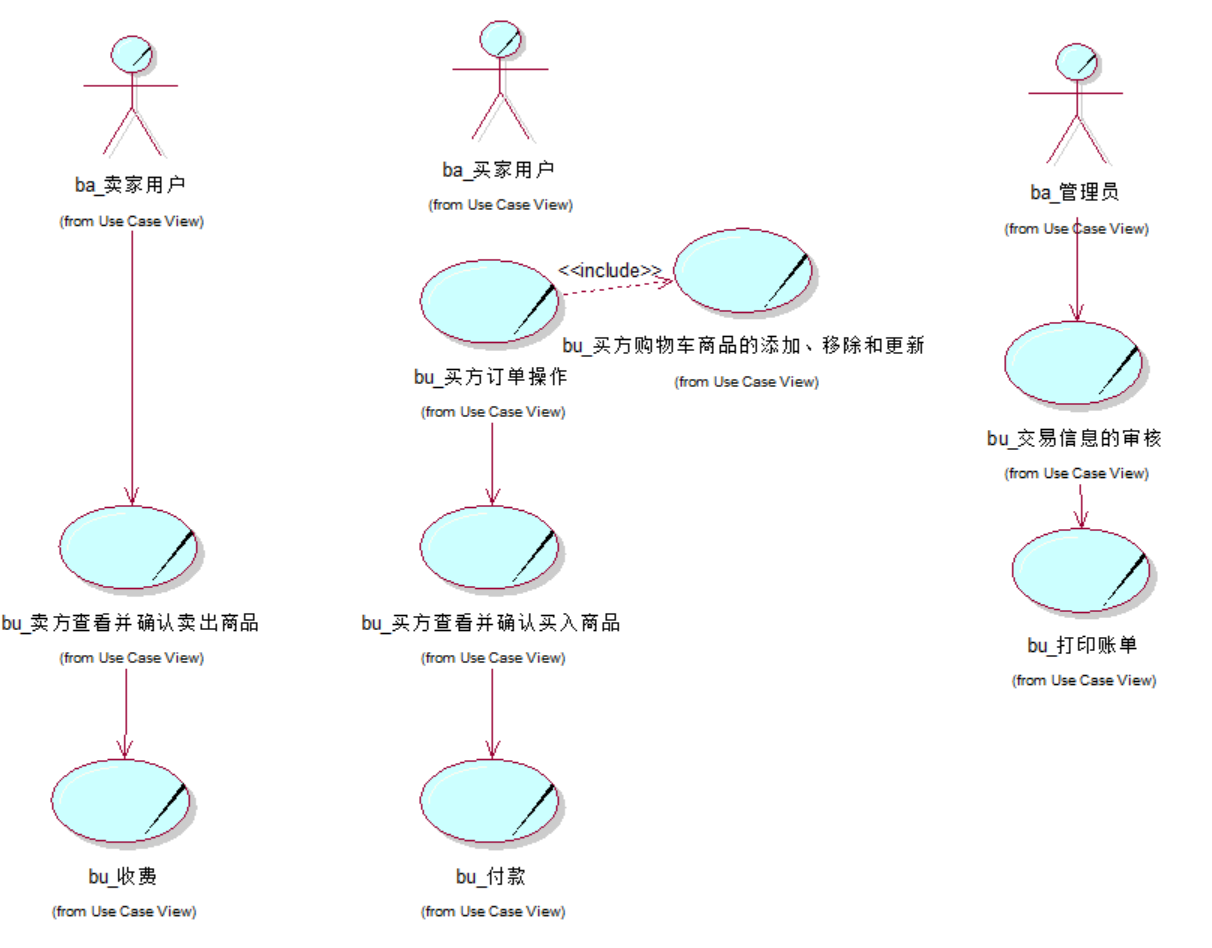 ba_卖家用户
(from Use Case View)
ba_买家用户
(from Use Case View)
ba_管理员
(from Use Case View)
<<include>>
bu_买方订单操作
(from Use Case View)
bu_买方购物车商品的添加、移除和更新
(from Use Case View)
bu_交易信息的审核
(from Use Case View)
bu_卖方查看并确认卖出商品
(from Use Case View)
bu_买方查看并确认买入商品
(from Use Case View)
bu_打印账单
(from Use Case View)
bu_收费
(from Use Case View)
bu_付款
(from Use Case View)